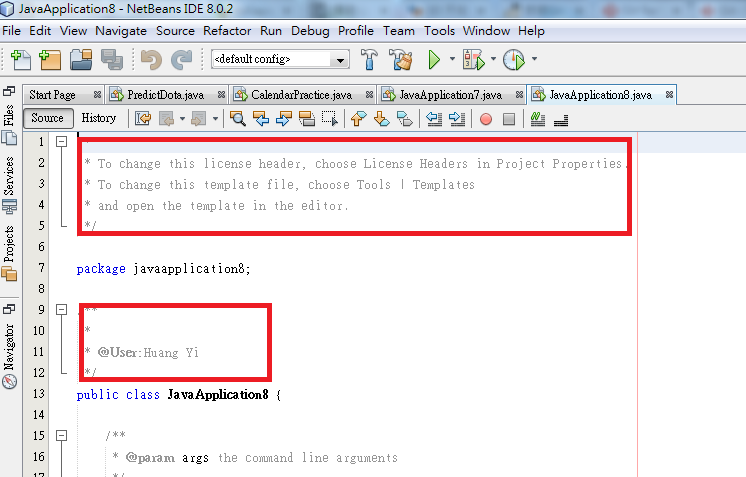 JavaApplication8 - NetBeans IDE 8.0.2
File Edit View Navigate Source Refactor Run Debug Profile Team Tools Window Help
<default config>
Start Page PredictDota.java CalendarPractice.java JavaApplication7.java JavaApplication8.java
Source History
Files
Services
Projects
Navigator
1
2 * To change this license header, choose License Headers in Project Properties.
3 * To change this template file, choose Tools | Templates
4 * and open the template in the editor.
5 */
6
7 package javaapplication8;
8
9 /**
10 *
11 * @User:Huang Yi
12 */
13 public class JavaApplication8 {
14
15 /**
16 * @param args the command line arguments
17 */